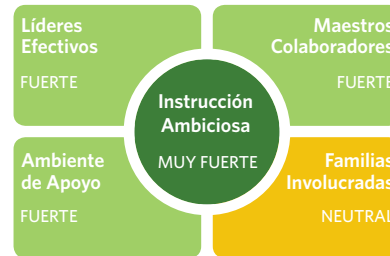 Líderes
Efectivos
FUERTE
Maestros
Colaboradores
FUERTE
Instrucción
Ambiciosa
MUY FUERTE
Ambiente
de Apoyo
FUERTE
Familias
Involucradas
NEUTRAL